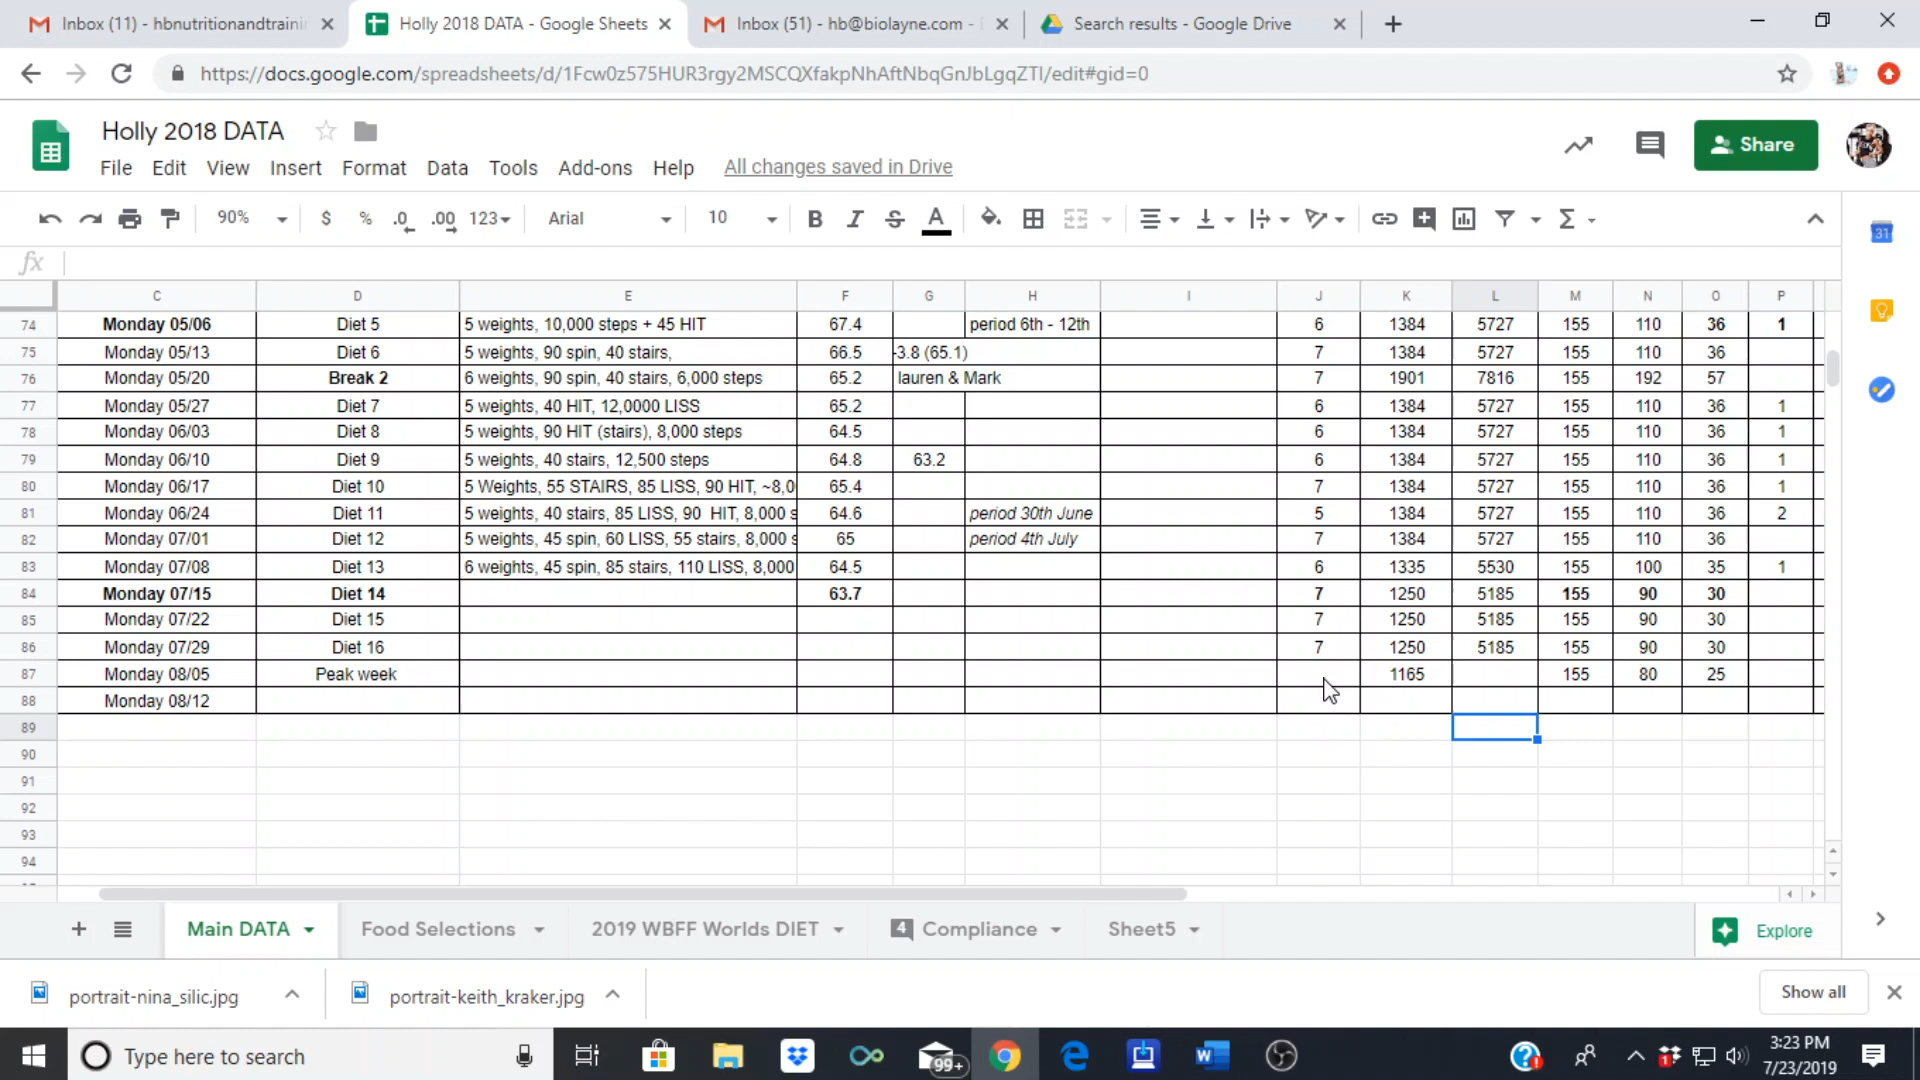 Inbox (11) - hbnutritionandtraini
Holly 2018 DATA - Google Sheets
Inbox (51) - hb@biolayne.com -
Search results - Google Drive
https://docs.google.com/spreadsheets/d/1Fcw0z575HUR3rgy2MSCQXfakpNhAftNbqGnJbLgqZTI/edit#gid=0
Holly 2018 DATA
Share
File Edit View Insert Format Data Tools Add-ons Help All changes saved in Drive
90% $ % .0 .00 123 Arial 10 B I S A Σ
31
fx
C D E F G H I J K L M N O P
74 Monday 05/06 Diet 5 5 weights, 10,000 steps + 45 HIT 67.4 period 6th - 12th 6 1384 5727 155 110 36 1
75 Monday 05/13 Diet 6 5 weights, 90 spin, 40 stairs, 66.5 -3.8 (65.1) 7 1384 5727 155 110 36
76 Monday 05/20 Break 2 6 weights, 90 spin, 40 stairs, 6,000 steps 65.2 lauren & Mark 7 1901 7816 155 192 57
77 Monday 05/27 Diet 7 5 weights, 40 HIT, 12,0000 LISS 65.2 6 1384 5727 155 110 36 1
78 Monday 06/03 Diet 8 5 weights, 90 HIT (stairs), 8,000 steps 64.5 6 1384 5727 155 110 36 1
79 Monday 06/10 Diet 9 5 weights, 40 stairs, 12,500 steps 64.8 63.2 6 1384 5727 155 110 36 1
80 Monday 06/17 Diet 10 5 Weights, 55 STAIRS, 85 LISS, 90 HIT, ~8,0 65.4 7 1384 5727 155 110 36 1
81 Monday 06/24 Diet 11 5 weights, 40 stairs, 85 LISS, 90 HIT, 8,000 s 64.6 period 30th June 5 1384 5727 155 110 36 2
82 Monday 07/01 Diet 12 5 weights, 45 spin, 60 LISS, 55 stairs, 8,000 s 65 period 4th July 7 1384 5727 155 110 36
83 Monday 07/08 Diet 13 6 weights, 45 spin, 85 stairs, 110 LISS, 8,000 64.5 6 1335 5530 155 100 35 1
84 Monday 07/15 Diet 14 63.7 7 1250 5185 155 90 30
85 Monday 07/22 Diet 15 7 1250 5185 155 90 30
86 Monday 07/29 Diet 16 7 1250 5185 155 90 30
87 Monday 08/05 Peak week 1165 155 80 25
88 Monday 08/12
89
90
91
92
93
94
Main DATA Food Selections 2019 WBFF Worlds DIET 4 Compliance Sheet5 Explore
portrait-nina_silic.jpg portrait-keith_kraker.jpg Show all
Type here to search 99+ 3:23 PM
7/23/2019